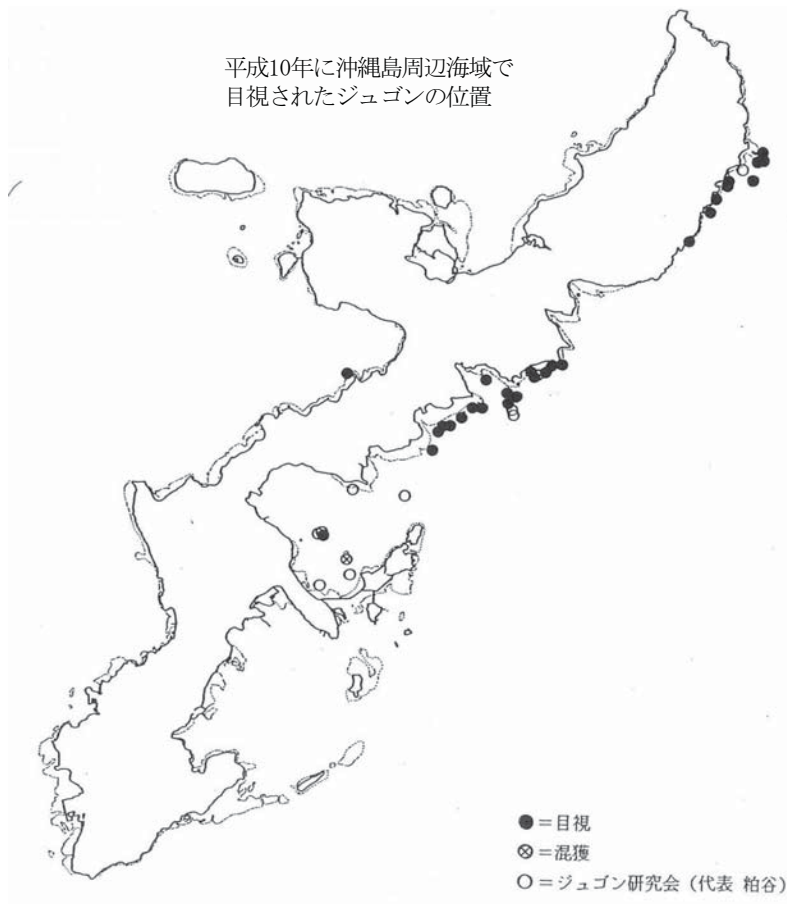 平成10年に沖縄島周辺海域で
目視されたジュゴンの位置
●＝目視
⊗＝混獲
○＝ジュゴン研究会（代表 粕谷）